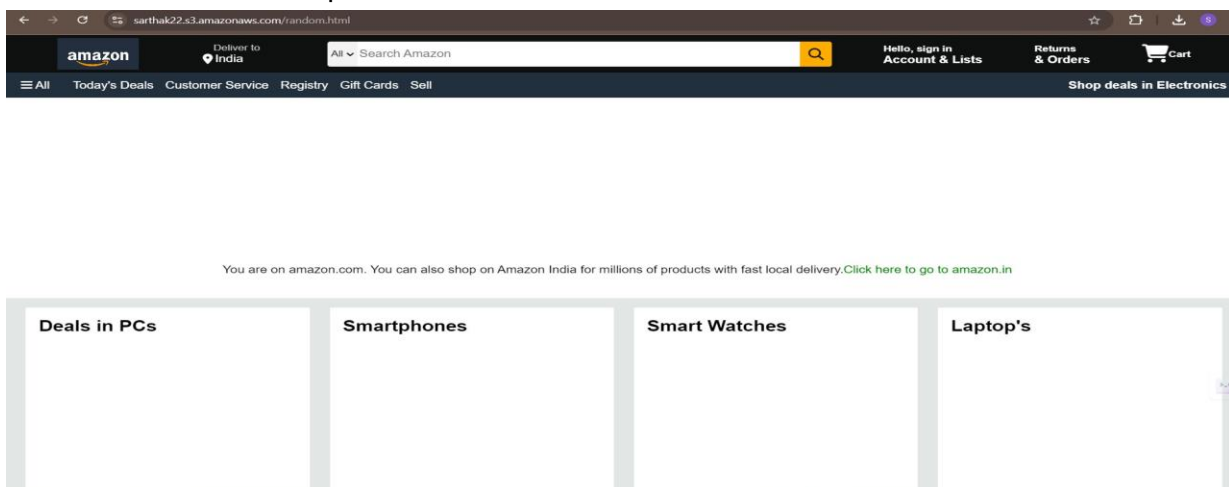 sarthak22.s3.amazonaws.com/random.html
amazon
Deliver to
India
All
Search Amazon
Hello, sign in
Account & Lists
Returns
& Orders
Cart
All Today's Deals Customer Service Registry Gift Cards Sell
Shop deals in Electronics
You are on amazon.com. You can also shop on Amazon India for millions of products with fast local delivery.Click here to go to amazon.in
Deals in PCs
Smartphones
Smart Watches
Laptop's